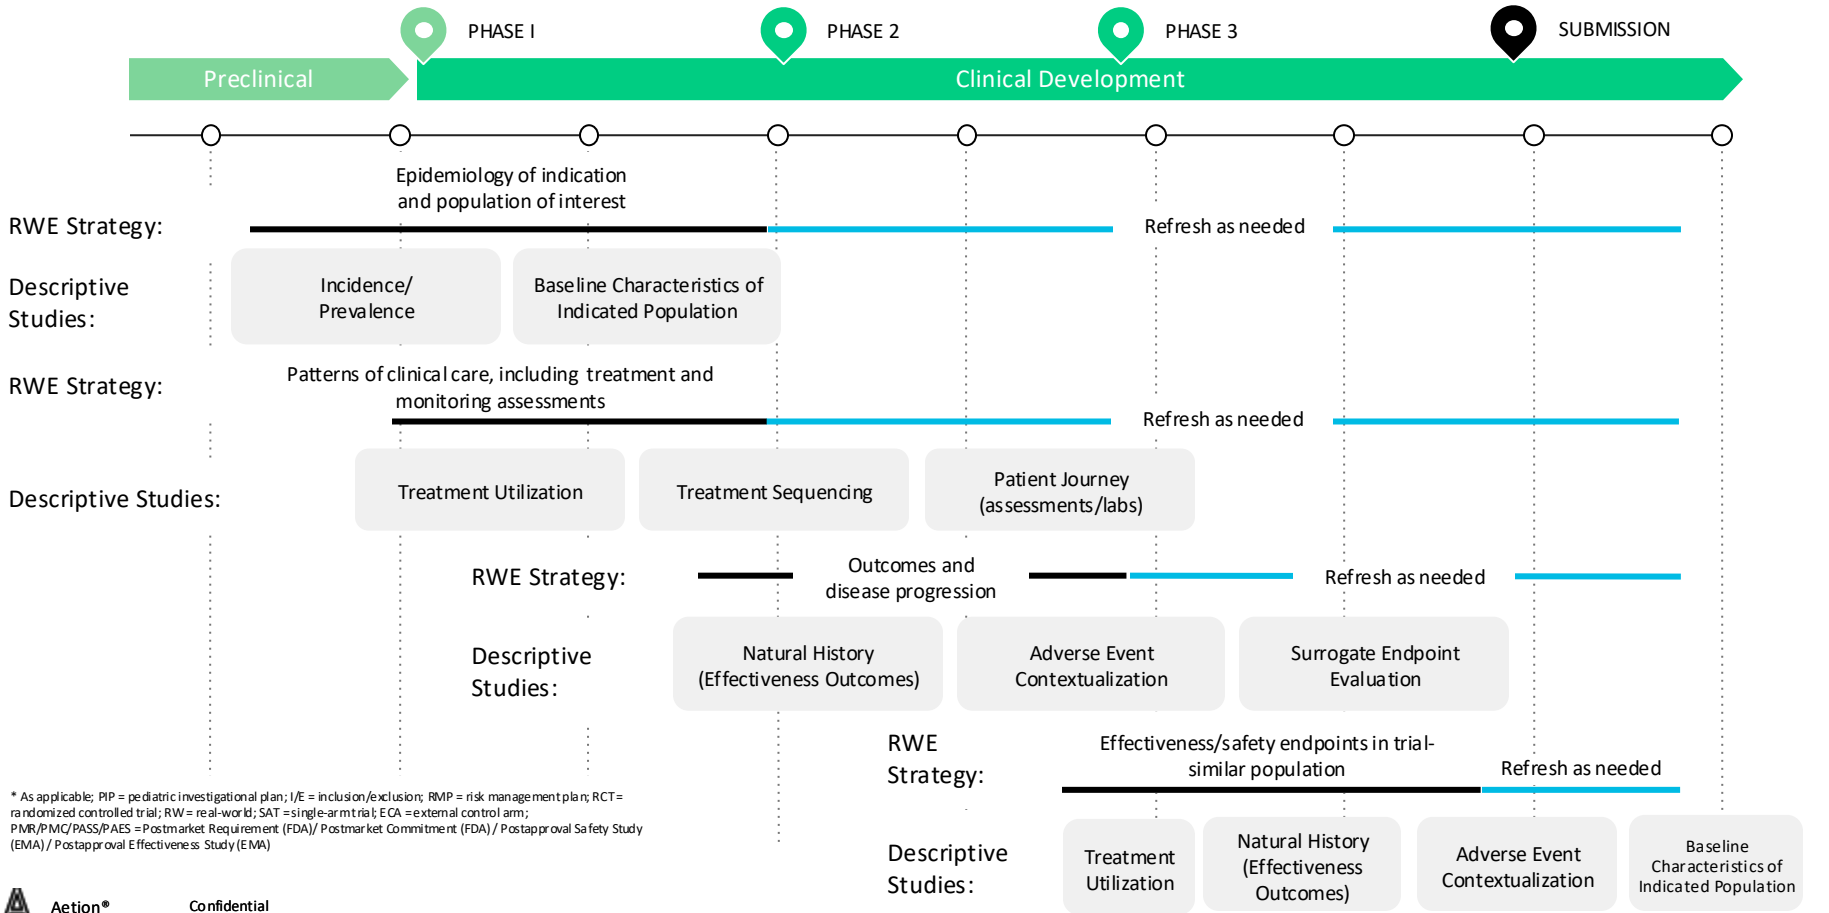 PHASE I
PHASE 2
PHASE 3
SUBMISSION
Preclinical
Clinical Development
Epidemiology of indication
and population of interest
RWE Strategy:
Refresh as needed
Descriptive
Studies:
Incidence/
Prevalence
Baseline Characteristics of
Indicated Population
RWE Strategy:
Patterns of clinical care, including treatment and
monitoring assessments
Refresh as needed
Descriptive Studies:
Treatment Utilization
Treatment Sequencing
Patient Journey
(assessments/labs)
RWE Strategy:
Outcomes and
disease progression
Refresh as needed
Descriptive
Studies:
Natural History
(Effectiveness Outcomes)
Adverse Event
Contextualization
Surrogate Endpoint
Evaluation
RWE
Strategy:
Effectiveness/safety endpoints in trial-
similar population
Refresh as needed
Descriptive
Studies:
Treatment
Utilization
Natural History
(Effectiveness
Outcomes)
Adverse Event
Contextualization
Baseline
Characteristics of
Indicated Population
* As applicable; PIP = pediatric investigational plan; I/E = inclusion/exclusion; RMP = risk management plan; RCT =
randomized controlled trial; RW = real-world; SAT = single-arm trial; ECA = external control arm;
PMR/PMC/PASS/PAES = Postmarket Requirement (FDA)/ Postmarket Commitment (FDA) / Postapproval Safety Study
(EMA) / Postapproval Effectiveness Study (EMA)
Aetion®
Confidential